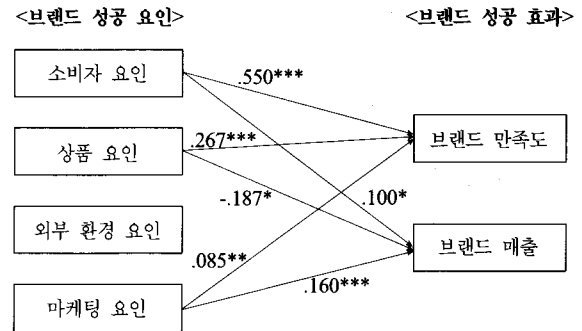 <브랜드 성공 요인> <브랜드 성공 효과>
소비자 요인
.550***
.267***
브랜드 만족도
상품 요인
-.187*
.100*
외부 환경 요인
브랜드 매출
.085**
.160***
마케팅 요인